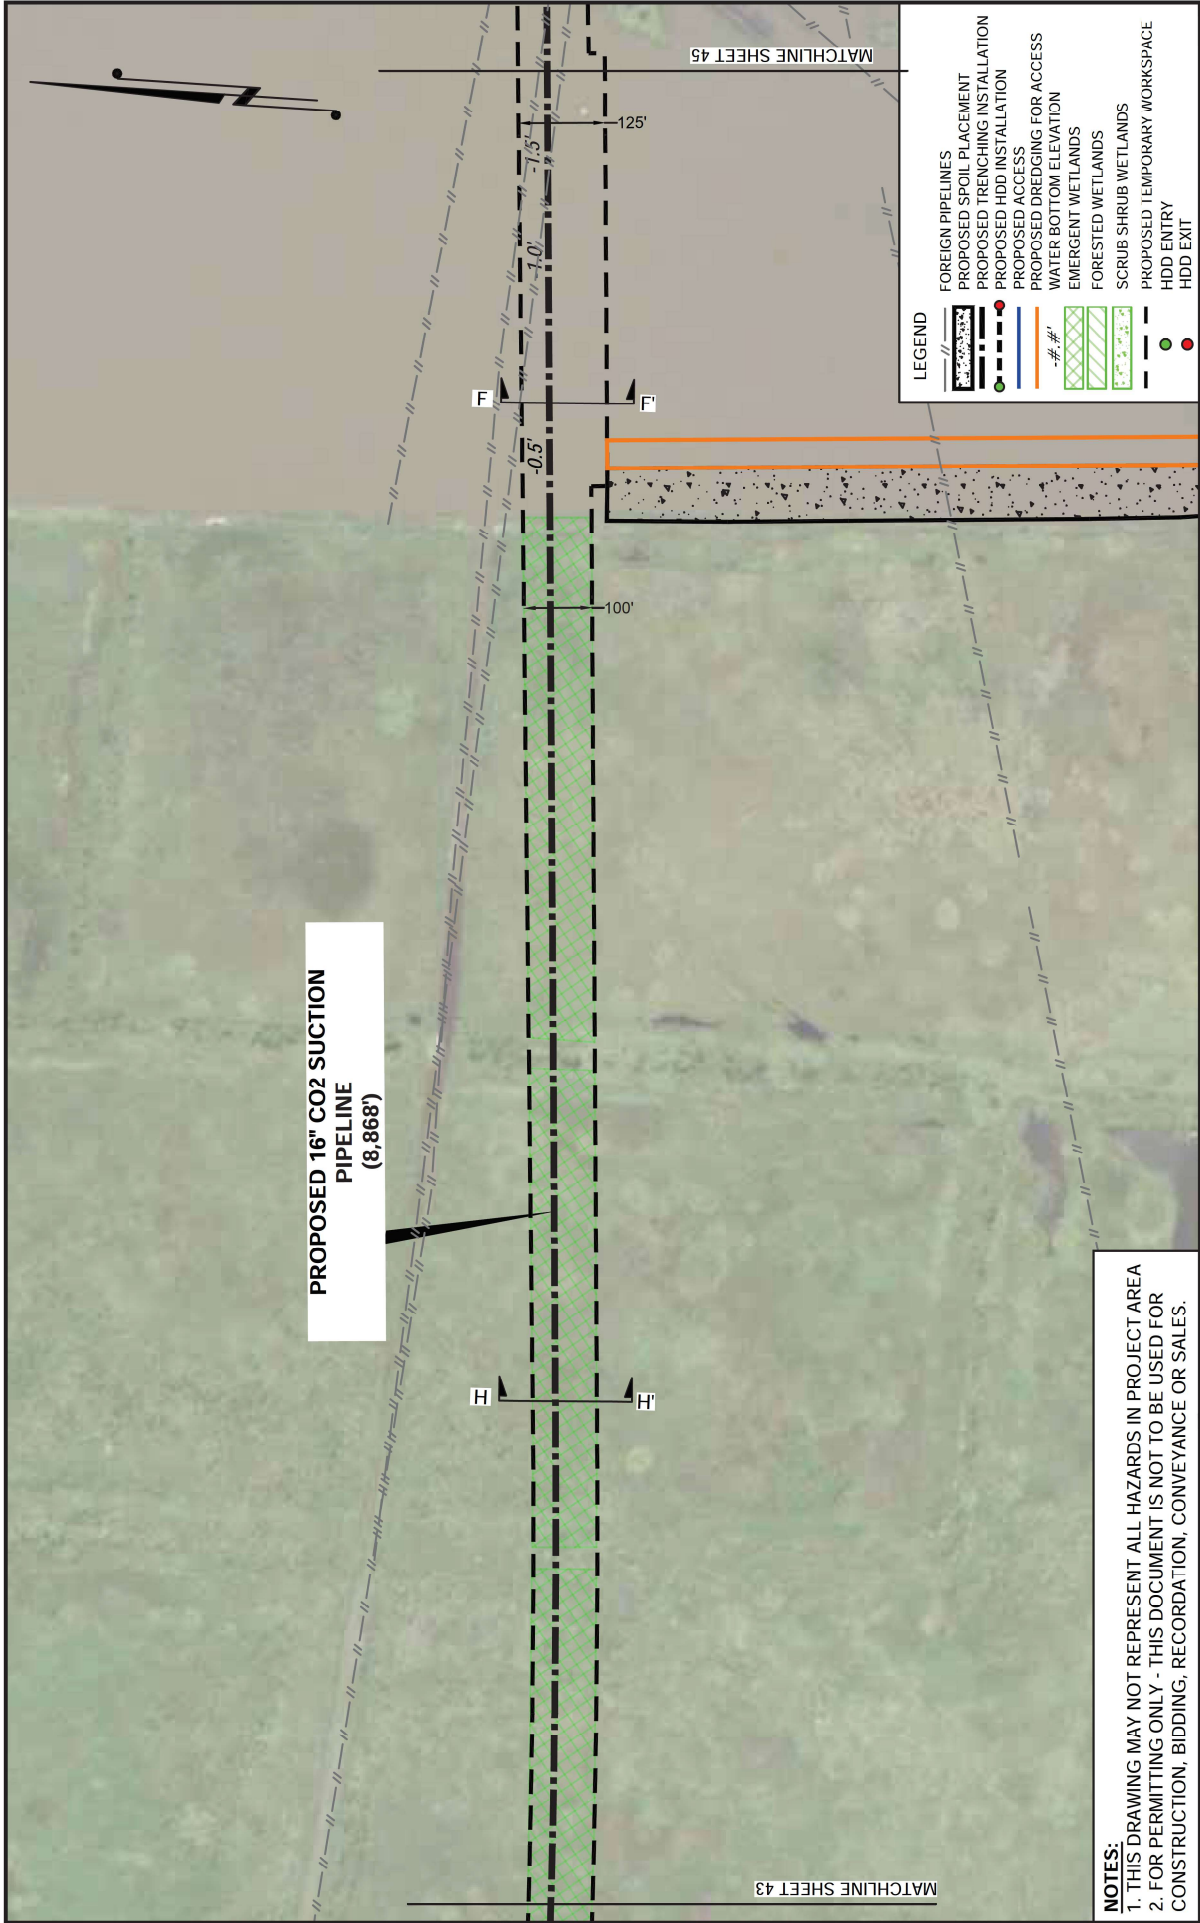 PROPOSED 16" CO2 SUCTION
PIPELINE
(8,868')
MATCHLINE SHEET 43
MATCHLINE SHEET 45
H
H'
F
F'
100'
125'
-0.5'
-1.0'
-1.5'
NOTES:
1. THIS DRAWING MAY NOT REPRESENT ALL HAZARDS IN PROJECT AREA
2. FOR PERMITTING ONLY - THIS DOCUMENT IS NOT TO BE USED FOR
CONSTRUCTION, BIDDING, RECORDATION, CONVEYANCE OR SALES.
LEGEND
FOREIGN PIPELINES
PROPOSED SPOIL PLACEMENT
PROPOSED TRENCHING INSTALLATION
PROPOSED HDD INSTALLATION
PROPOSED ACCESS
PROPOSED DREDGING FOR ACCESS
-#.#' WATER BOTTOM ELEVATION
EMERGENT WETLANDS
FORESTED WETLANDS
SCRUB SHRUB WETLANDS
PROPOSED TEMPORARY WORKSPACE
HDD ENTRY
HDD EXIT